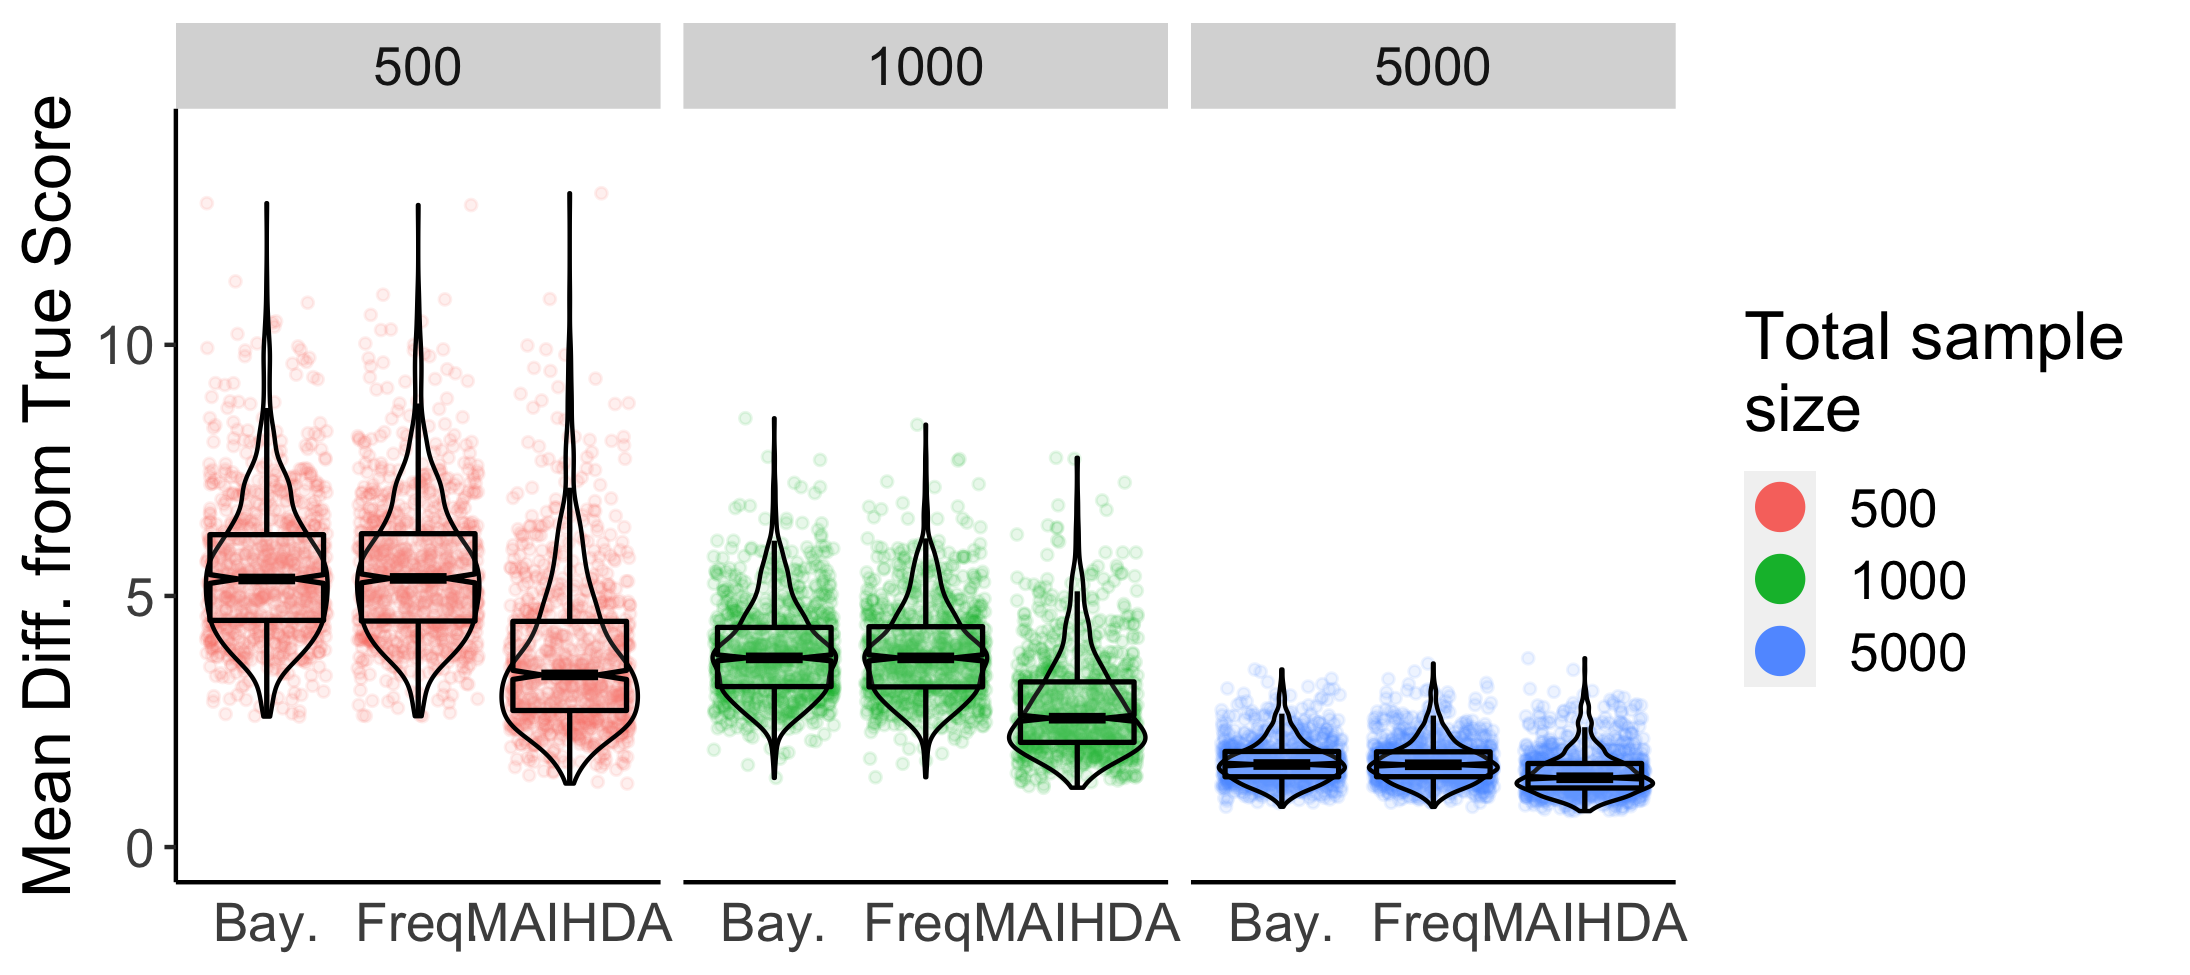 500
1000
5000
Mean Diff. from True Score
10
5
0
Bay.
Freq.
MAIHDA
Bay.
Freq.
MAIHDA
Bay.
Freq.
MAIHDA
Total sample
size
500
1000
5000